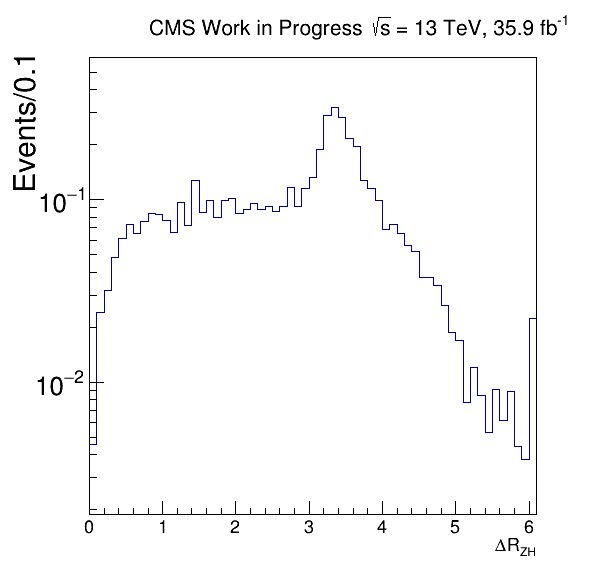 CMS Work in Progress √s = 13 TeV, 35.9 fb⁻¹
Events/0.1
10⁻¹
10⁻²
0 1 2 3 4 5 6
ΔR_ZH